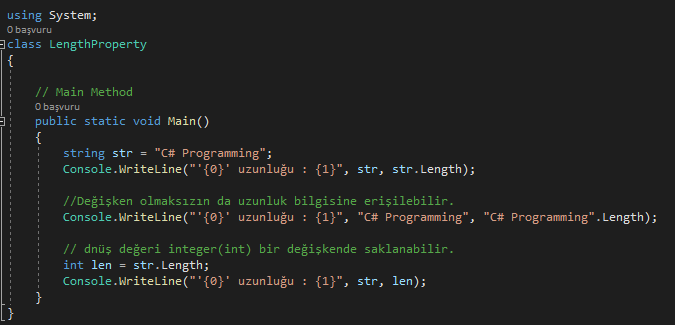 using System;
0 başvuru
class LengthProperty
{
// Main Method
0 başvuru
public static void Main()
{
string str = "C# Programming";
Console.WriteLine("'{0}' uzunluğu : {1}", str, str.Length);
//Değişken olmaksızın da uzunluk bilgisine erişilebilir.
Console.WriteLine("'{0}' uzunluğu : {1}", "C# Programming", "C# Programming".Length);
// dnüş değeri integer(int) bir değişkende saklanabilir.
int len = str.Length;
Console.WriteLine("'{0}' uzunluğu : {1}", str, len);
}
}